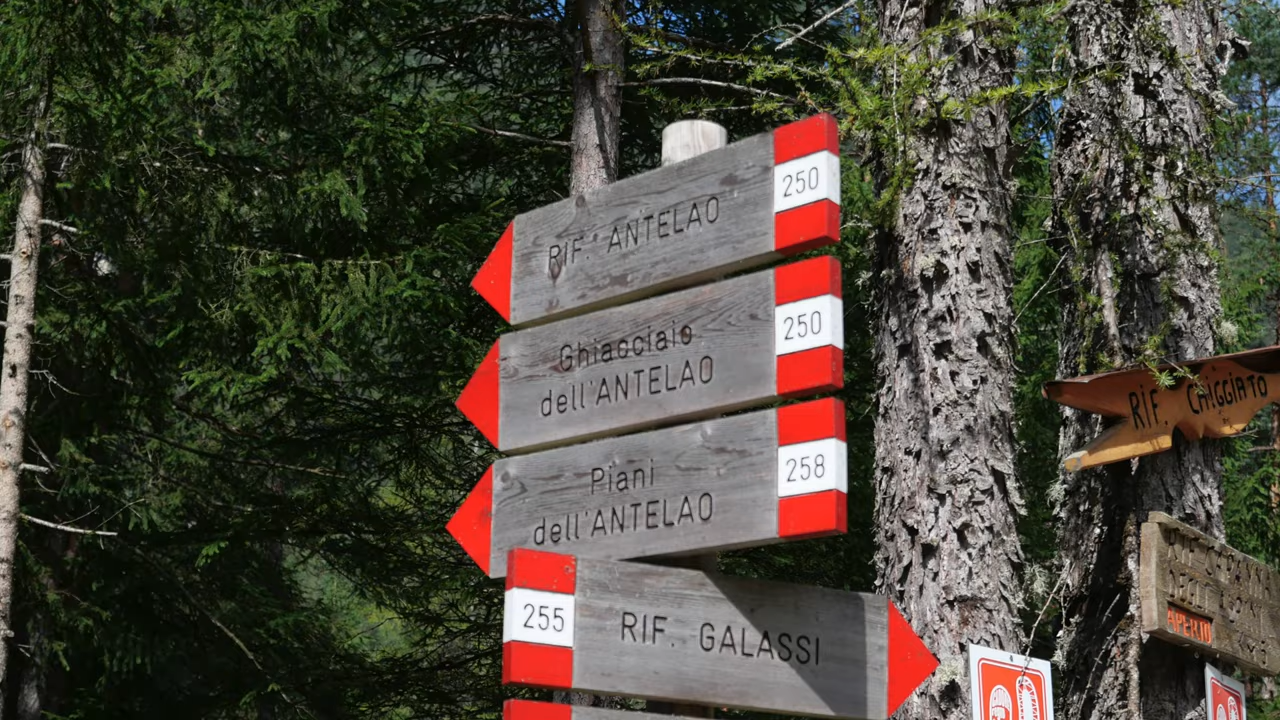 RIF. ANTELAO
250
Ghiacciaio
dell'ANTELAO
250
Piani
dell'ANTELAO
258
255
RIF. GALASSI
RIF. CHIGGIATO
APERTO